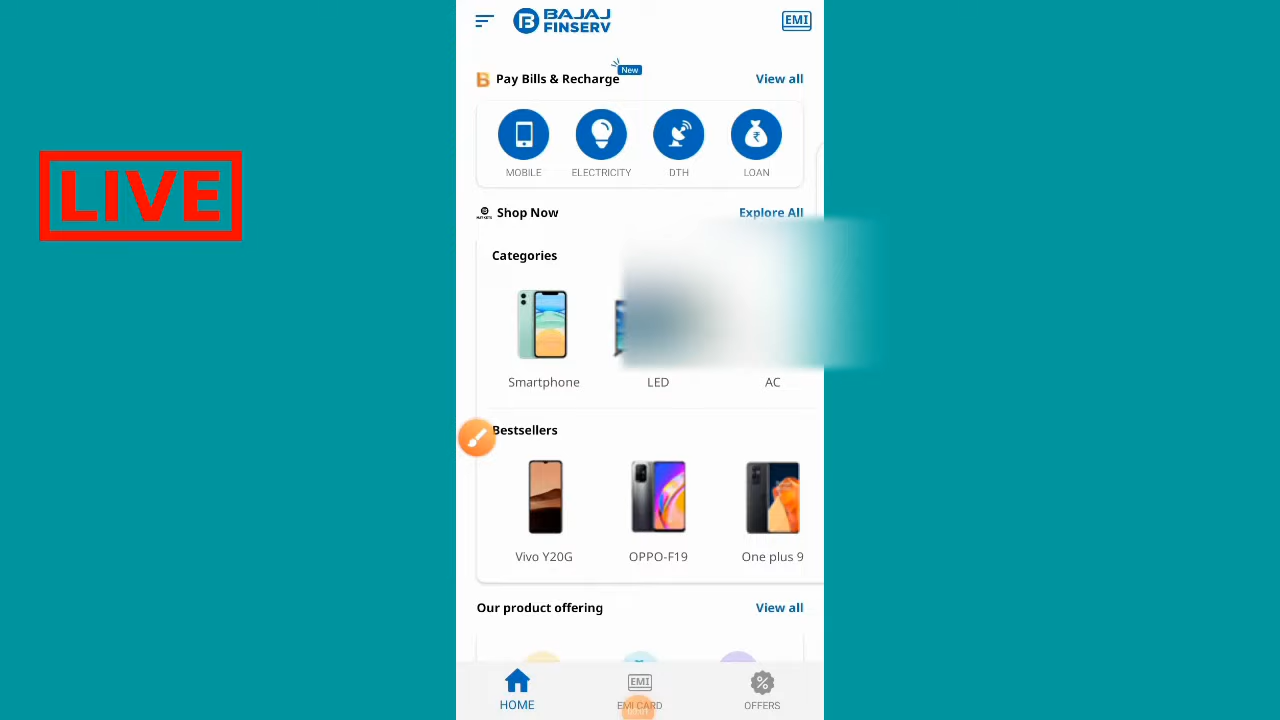 BAJAJ
FINSERV
EMI
New
Pay Bills & Recharge
View all
MOBILE
ELECTRICITY
DTH
LOAN
LIVE
Shop Now
Explore All
Categories
Smartphone
LED
AC
Bestsellers
Vivo Y20G
OPPO-F19
One plus 9
Our product offering
View all
EMI
HOME
EMI CARD
OFFERS